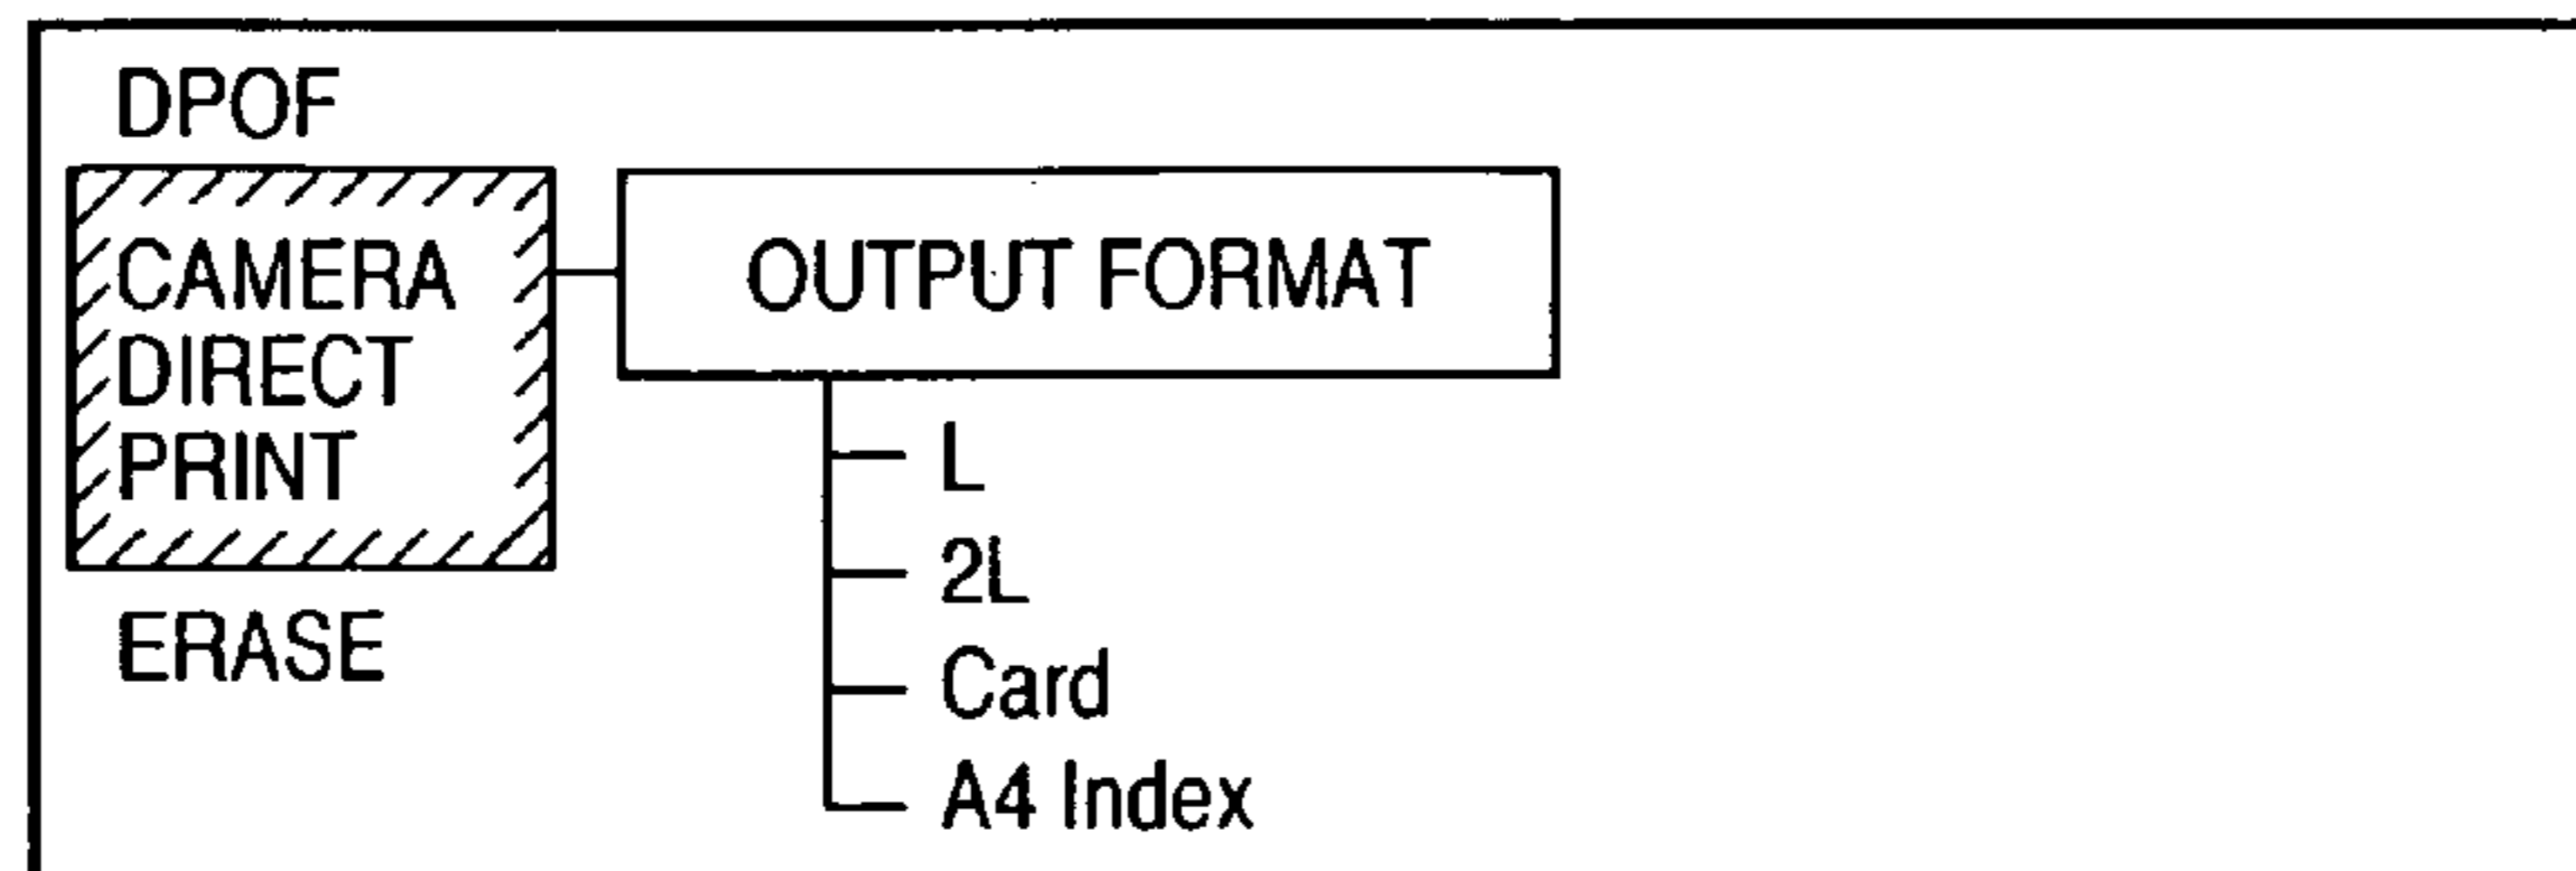 DPOF
CAMERA
DIRECT
PRINT
ERASE
OUTPUT FORMAT
L
2L
Card
A4 Index